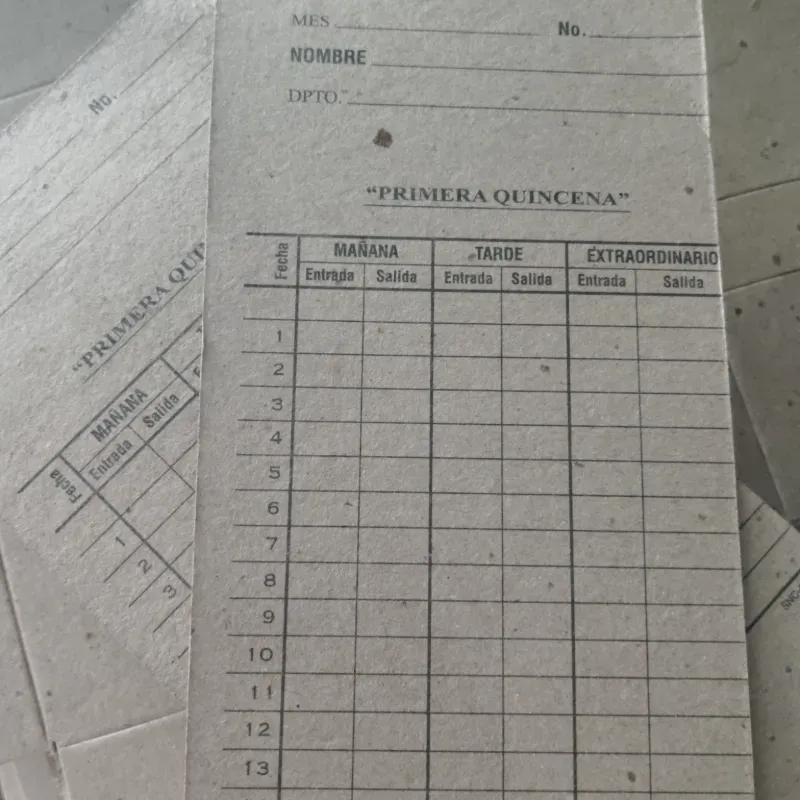 MES No.
NOMBRE
DPTO.
"PRIMERA QUINCENA"
Fecha MAÑANA TARDE EXTRAORDINARIO
Entrada Salida Entrada Salida Entrada Salida
1
2
3
4
5
6
7
8
9
10
11
12
13
No.
"PRIMERA QUI
MAÑANA
Fecha Entrada Salida
1
2
3